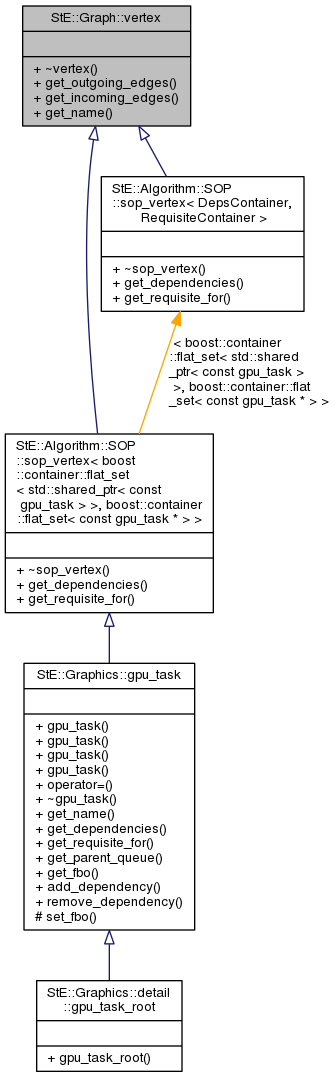 StE::Graph::vertex
+ ~vertex()
+ get_outgoing_edges()
+ get_incoming_edges()
+ get_name()
StE::Algorithm::SOP
::sop_vertex< DepsContainer,
RequisiteContainer >
+ ~sop_vertex()
+ get_dependencies()
+ get_requisite_for()
< boost::container
::flat_set< std::shared
_ptr< const gpu_task >
>, boost::container::flat
_set< const gpu_task * > >
StE::Algorithm::SOP
::sop_vertex< boost
::container::flat_set
< std::shared_ptr< const
gpu_task > >, boost::container
::flat_set< const gpu_task * > >
+ ~sop_vertex()
+ get_dependencies()
+ get_requisite_for()
StE::Graphics::gpu_task
+ gpu_task()
+ gpu_task()
+ gpu_task()
+ gpu_task()
+ operator=()
+ ~gpu_task()
+ get_name()
+ get_dependencies()
+ get_requisite_for()
+ get_parent_queue()
+ get_fbo()
+ add_dependency()
+ remove_dependency()
# set_fbo()
StE::Graphics::detail
::gpu_task_root
+ gpu_task_root()